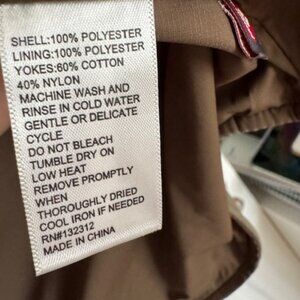 SHELL:100% POLYESTER
LINING:100% POLYESTER
YOKES:60% COTTON
40% NYLON
MACHINE WASH AND
RINSE IN COLD WATER
GENTLE OR DELICATE
CYCLE
DO NOT BLEACH
TUMBLE DRY ON
LOW HEAT
REMOVE PROMPTLY
WHEN
THOROUGHLY DRIED
COOL IRON IF NEEDED
RN#132312
MADE IN CHINA